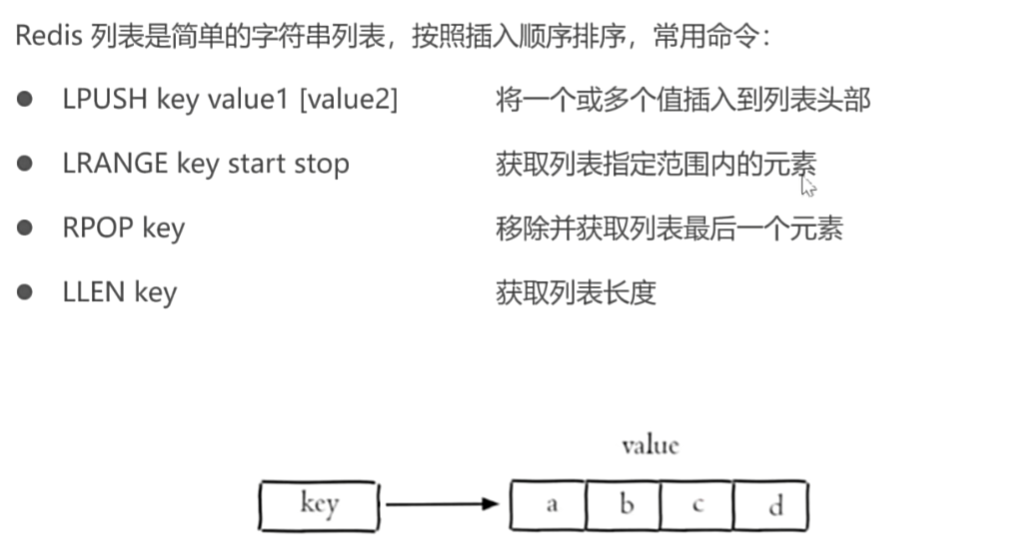 Redis 列表是简单的字符串列表，按照插入顺序排序，常用命令：
● LPUSH key value1 [value2] 将一个或多个值插入到列表头部
● LRANGE key start stop 获取列表指定范围内的元素
● RPOP key 移除并获取列表最后一个元素
● LLEN key 获取列表长度
value
key a b c d